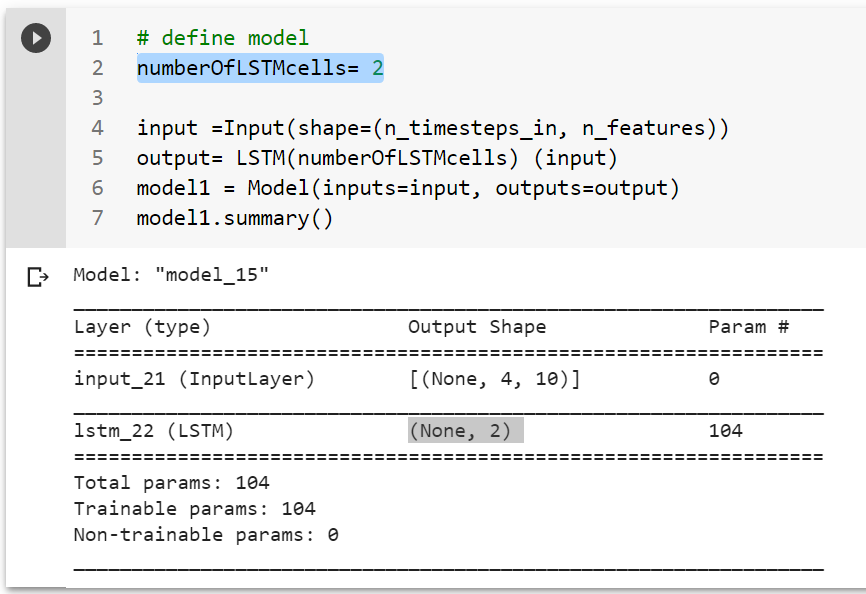 1 # define model
2 numberOfLSTMcells= 2
3
4 input =Input(shape=(n_timesteps_in, n_features))
5 output= LSTM(numberOfLSTMcells) (input)
6 model1 = Model(inputs=input, outputs=output)
7 model1.summary()
Model: "model_15"
_________________________________________________________________
Layer (type)                 Output Shape              Param #
=================================================================
input_21 (InputLayer)        [(None, 4, 10)]           0
_________________________________________________________________
lstm_22 (LSTM)               (None, 2)                 104
=================================================================
Total params: 104
Trainable params: 104
Non-trainable params: 0
_________________________________________________________________